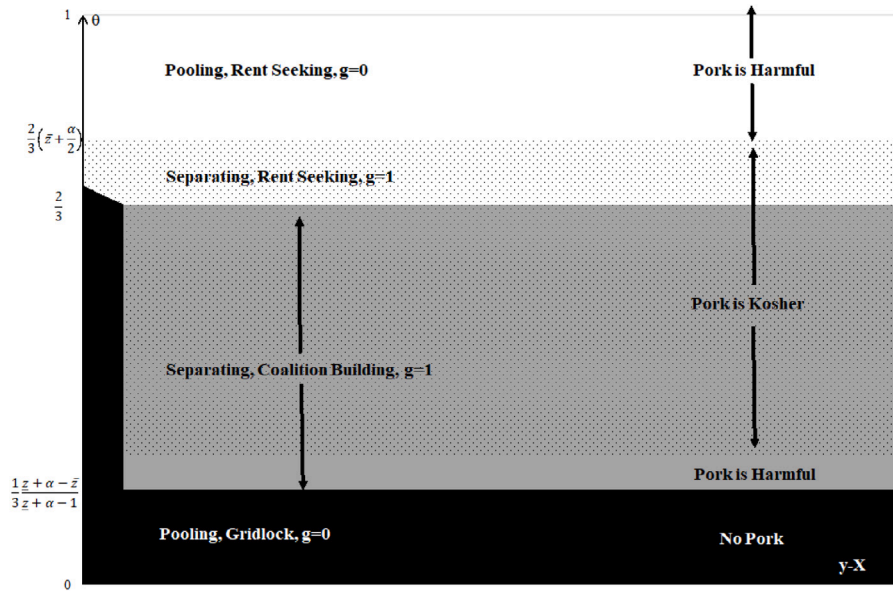 1
θ
Pooling, Rent Seeking, g=0
Pork is Harmful
2/3(z̄+α/2)
Separating, Rent Seeking, g=1
2/3
Pork is Kosher
Separating, Coalition Building, g=1
Pork is Harmful
1/3 z̲ + α − z̄/z̲ + α − 1
Pooling, Gridlock, g=0
No Pork
y-X
0